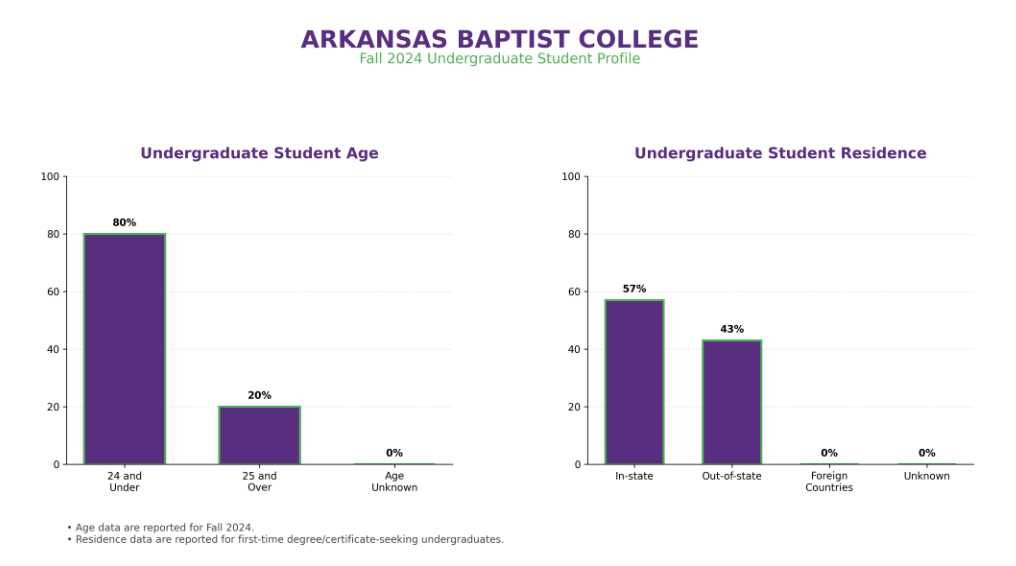 ARKANSAS BAPTIST COLLEGE
Fall 2024 Undergraduate Student Profile
Undergraduate Student Age
100
80
60
40
20
0
80%
20%
0%
24 and
Under
25 and
Over
Age
Unknown
Undergraduate Student Residence
100
80
60
40
20
0
57%
43%
0%
0%
In-state
Out-of-state
Foreign
Countries
Unknown
• Age data are reported for Fall 2024.
• Residence data are reported for first-time degree/certificate-seeking undergraduates.